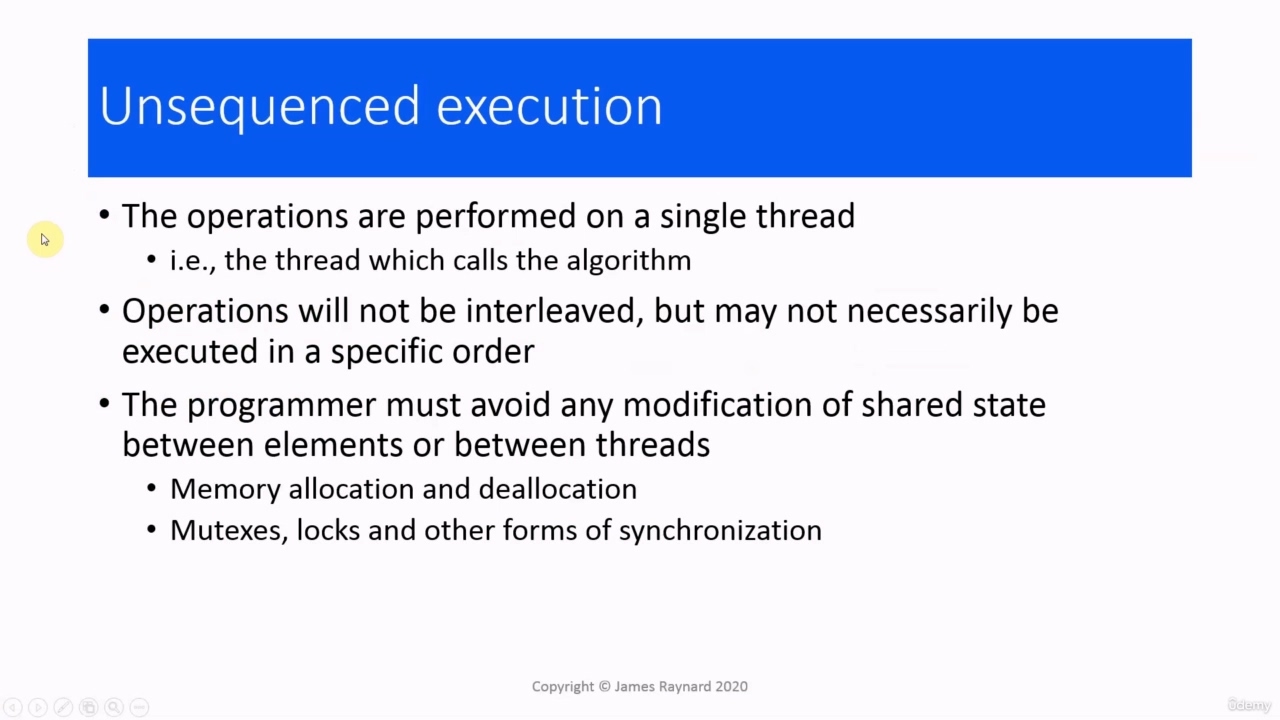 Unsequenced execution
• The operations are performed on a single thread
• i.e., the thread which calls the algorithm
• Operations will not be interleaved, but may not necessarily be
executed in a specific order
• The programmer must avoid any modification of shared state
between elements or between threads
• Memory allocation and deallocation
• Mutexes, locks and other forms of synchronization
Copyright © James Raynard 2020
ûdemy